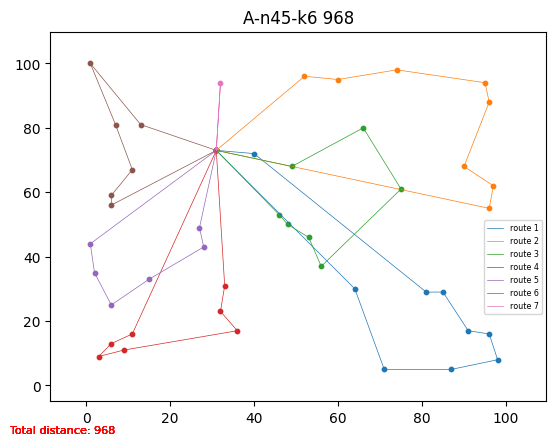 A-n45-k6 968
100
80
60
40
20
0
0 20 40 60 80 100
route 1
route 2
route 3
route 4
route 5
route 6
route 7
Total distance: 968